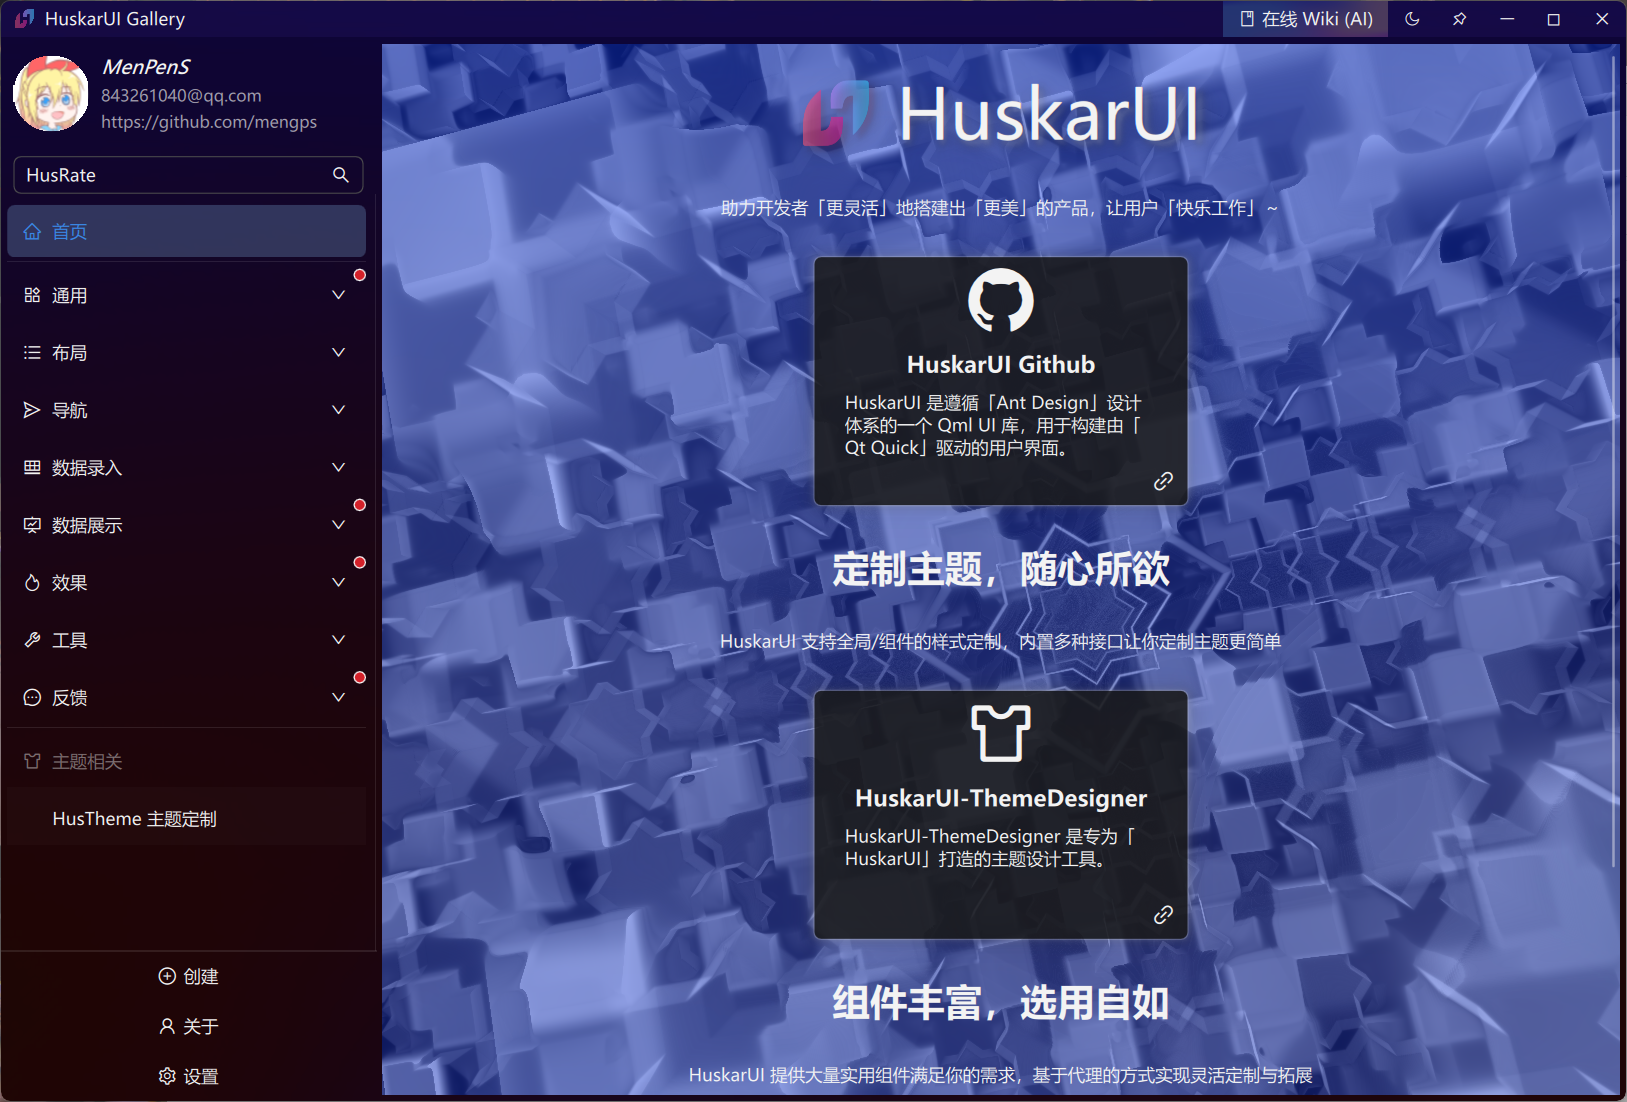 HuskarUI Gallery
在线 Wiki (AI)
MenPenS
843261040@qq.com
https://github.com/mengps
HusRate
首页
通用
布局
导航
数据录入
数据展示
效果
工具
反馈
主题相关
HusTheme 主题定制
创建
关于
设置
HuskarUI
助力开发者「更灵活」地搭建出「更美」的产品，让用户「快乐工作」~
HuskarUI Github
HuskarUI 是遵循「Ant Design」设计
体系的一个 Qml UI 库，用于构建由「
Qt Quick」驱动的用户界面。
定制主题，随心所欲
HuskarUI 支持全局/组件的样式定制，内置多种接口让你定制主题更简单
HuskarUI-ThemeDesigner
HuskarUI-ThemeDesigner 是专为「
HuskarUI」打造的主题设计工具。
组件丰富，选用自如
HuskarUI 提供大量实用组件满足你的需求，基于代理的方式实现灵活定制与拓展